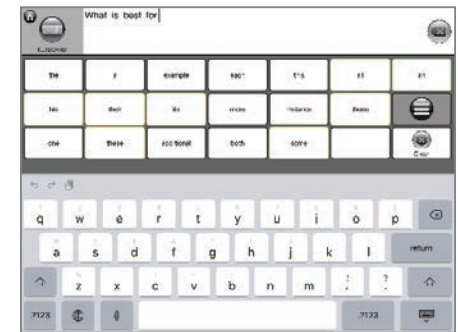 What is best for
the a example each this all an
his their its more instance those
one these additional both some
Clear
q w e r t y u i o p
a s d f g h j k l return
z x c v b n m ! , ? .
.?123 .?123